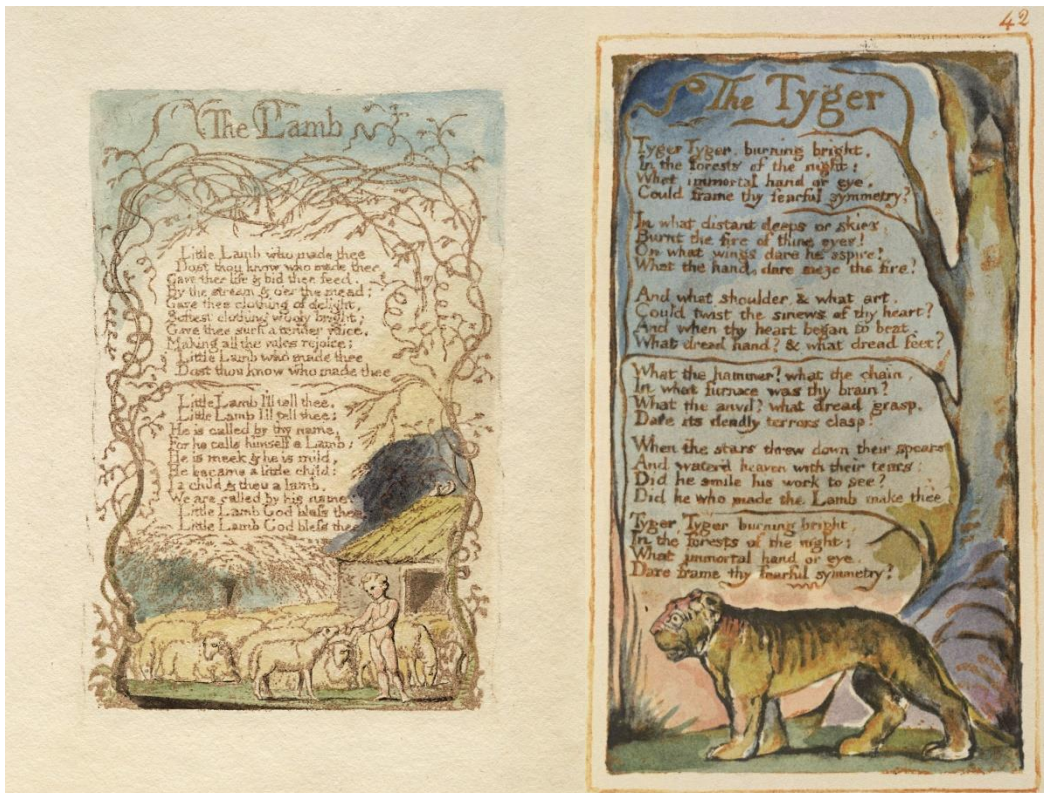 The Lamb
Little Lamb who made thee
Dost thou know who made thee
Gave thee life & bid thee feed.
By the stream & o'er the mead;
Gave thee clothing of delight,
Softest clothing wooly bright;
Gave thee such a tender voice,
Making all the vales rejoice;
Little Lamb who made thee
Dost thou know who made thee
Little Lamb I'll tell thee,
Little Lamb I'll tell thee;
He is called by thy name,
For he calls himself a Lamb:
He is meek & he is mild,
He became a little child:
I a child & thou a lamb,
We are called by his name.
Little Lamb God bless thee.
Little Lamb God bless thee.
42
The Tyger
Tyger Tyger, burning bright,
In the forests of the night;
What immortal hand or eye,
Could frame thy fearful symmetry?
In what distant deeps or skies,
Burnt the fire of thine eyes!
On what wings dare he aspire!
What the hand, dare sieze the fire?
And what shoulder, & what art,
Could twist the sinews of thy heart?
And when thy heart began to beat,
What dread hand? & what dread feet?
What the hammer? what the chain,
In what furnace was thy brain?
What the anvil? what dread grasp,
Dare its deadly terrors clasp!
When the stars threw down their spears
And water'd heaven with their tears:
Did he smile his work to see?
Did he who made the Lamb make thee
Tyger, Tyger burning bright,
In the forests of the night;
What immortal hand or eye,
Dare frame thy fearful symmetry?